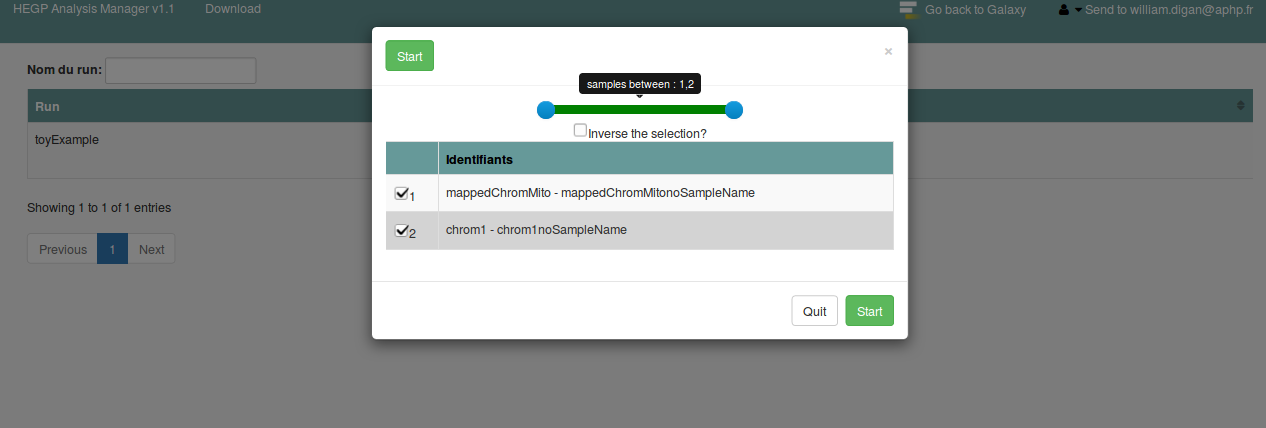 HEGP Analysis Manager v1.1 Download Go back to Galaxy Send to william.digan@aphp.fr
Start ×
Nom du run:
samples between : 1,2
Run
Inverse the selection?
toyExample
Identifiants
1 mappedChromMito - mappedChromMitonoSampleName
Showing 1 to 1 of 1 entries
2 chrom1 - chrom1noSampleName
Previous 1 Next
Quit Start